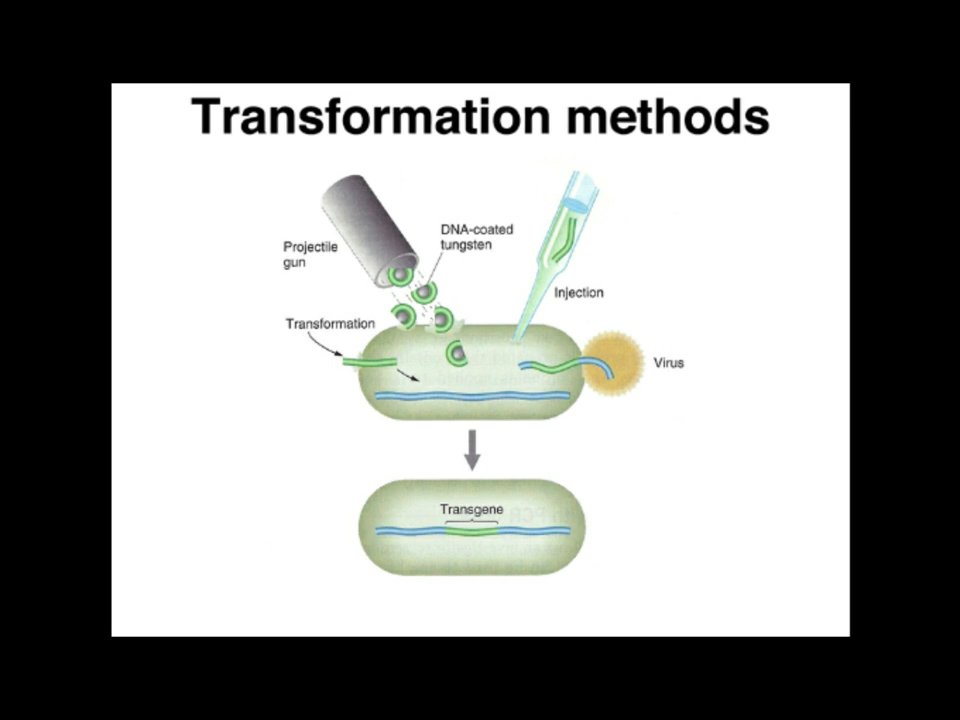 Transformation methods
DNA-coated
tungsten
Projectile
gun
Injection
Transformation
Virus
Transgene